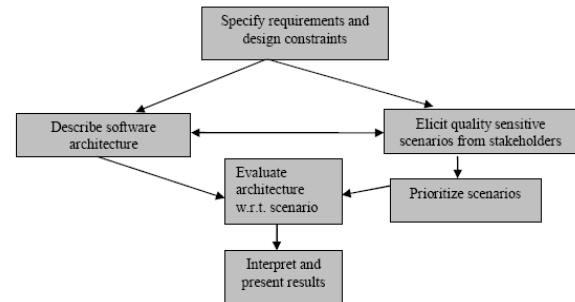 Specify requirements and
design constraints
Describe software
architecture
Elicit quality sensitive
scenarios from stakeholders
Evaluate
architecture
w.r.t. scenario
Prioritize scenarios
Interpret and
present results